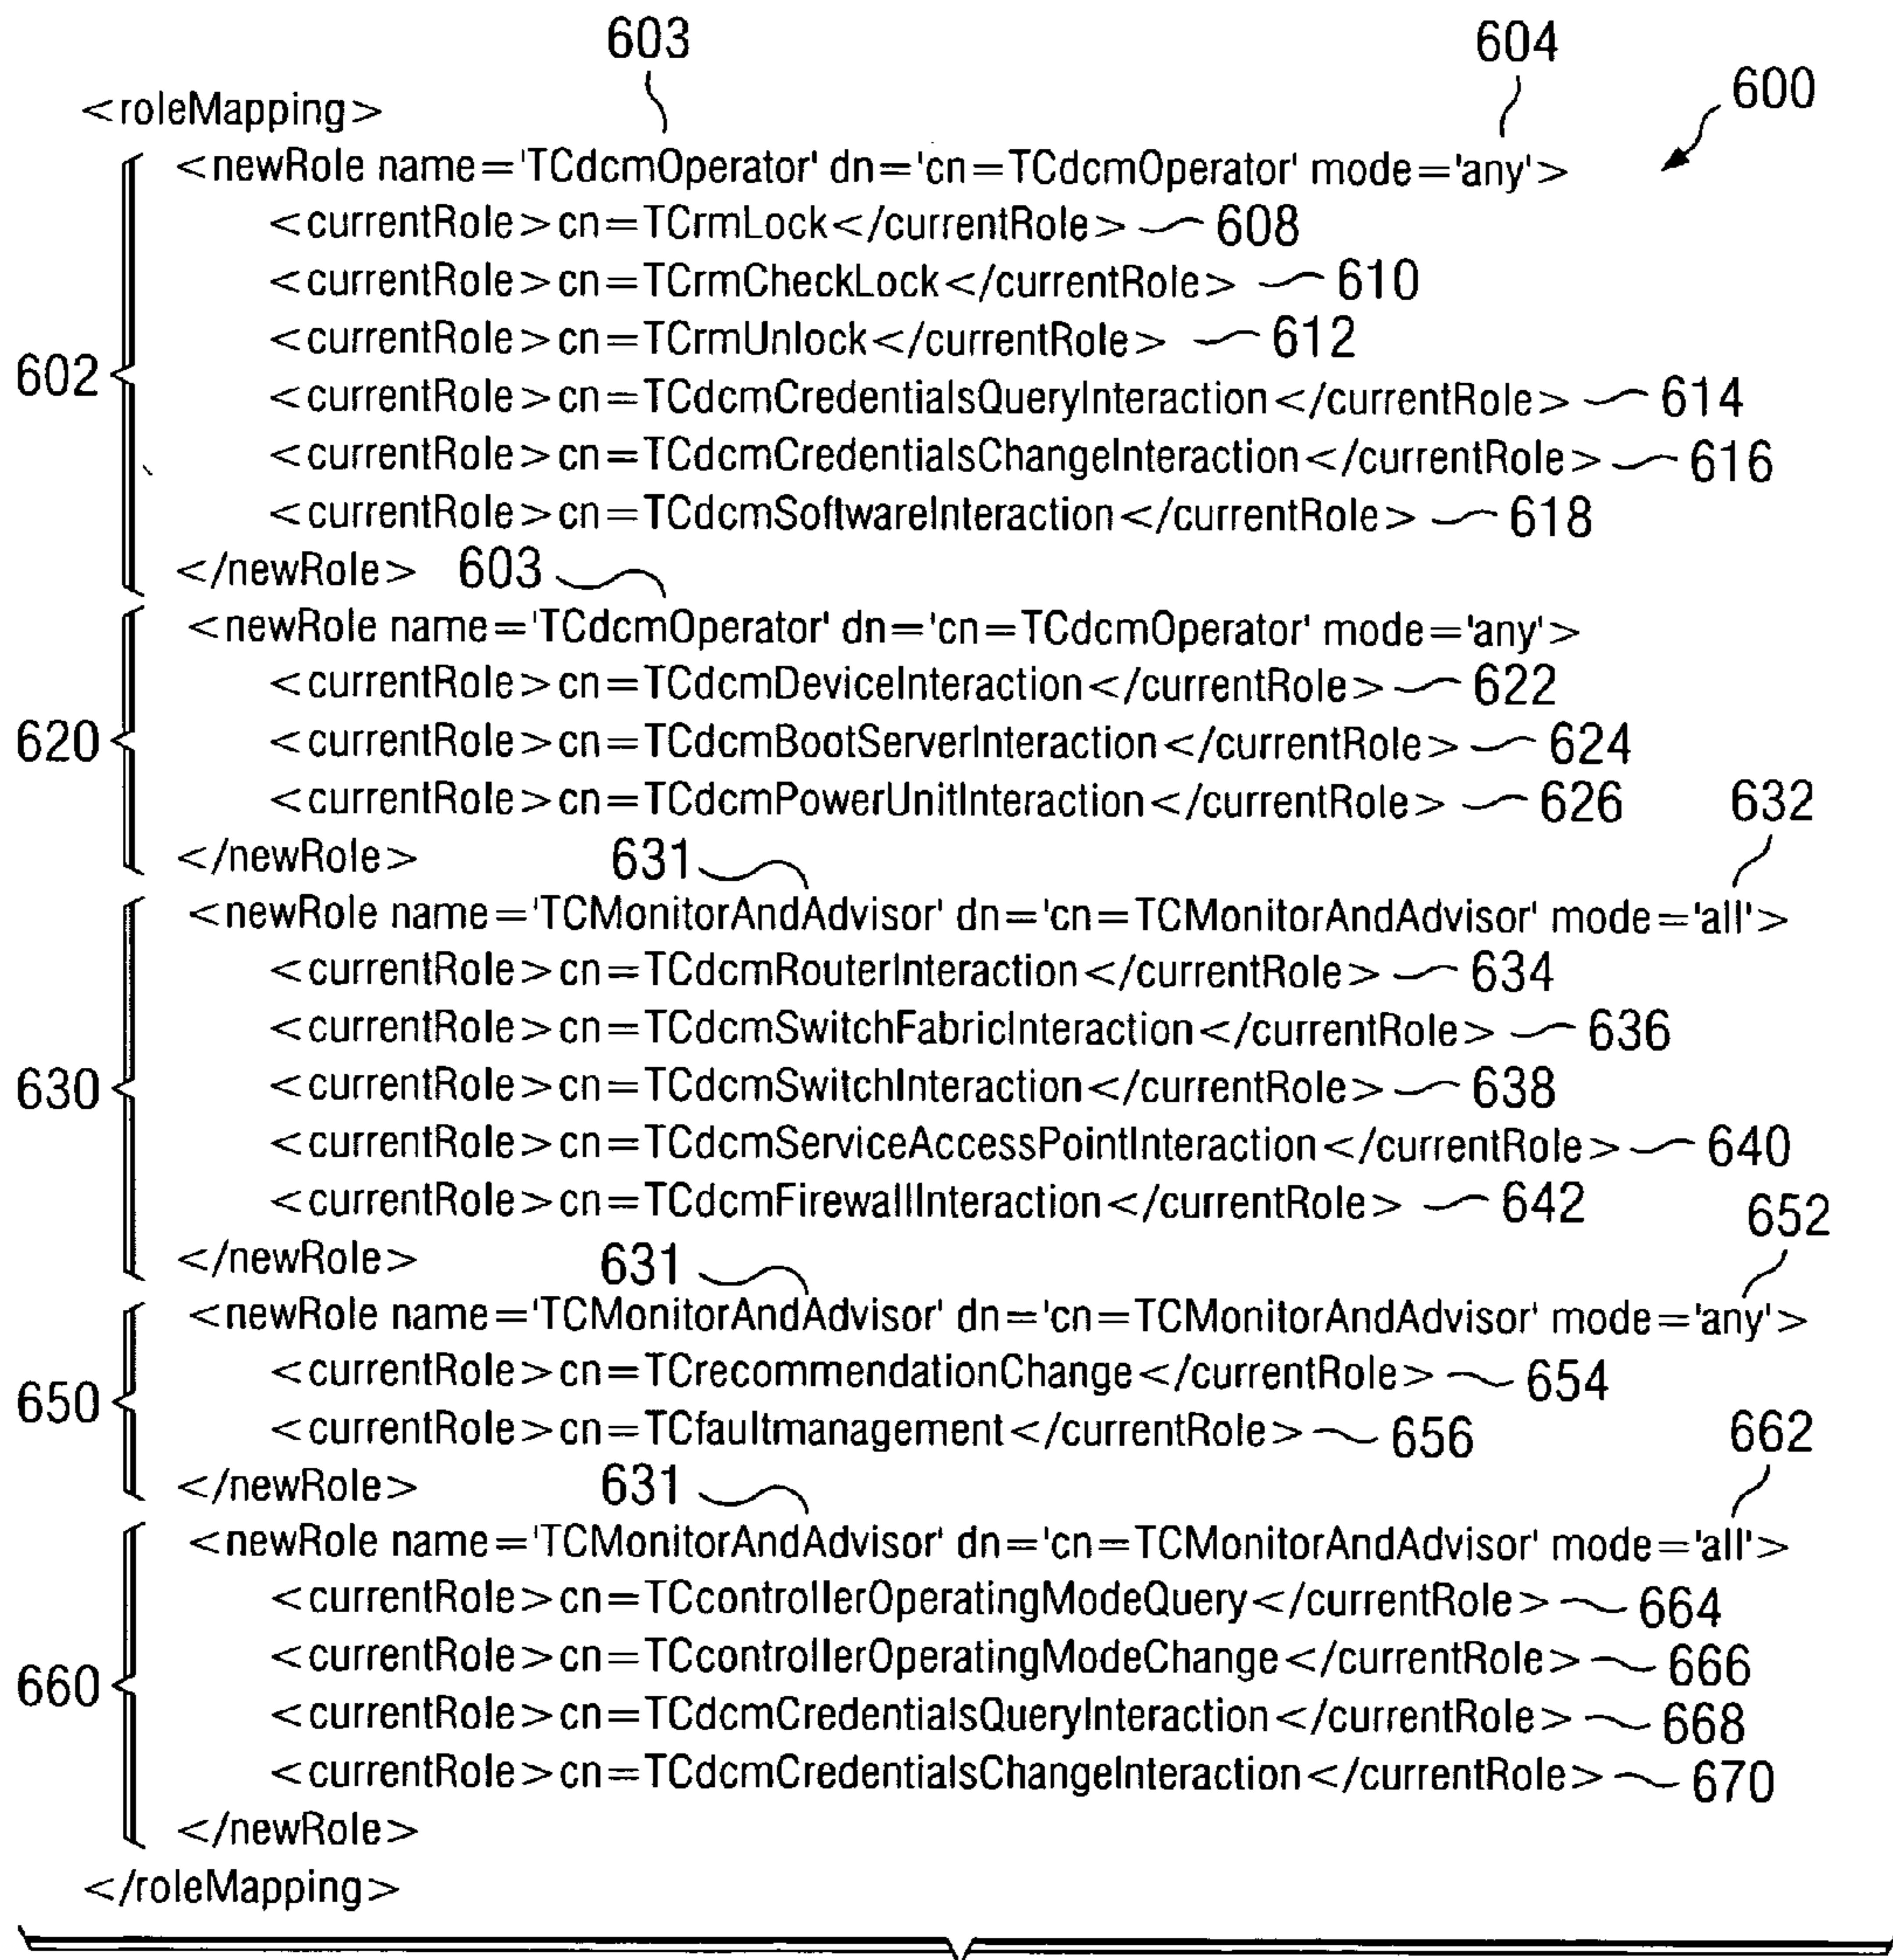 603 604
<roleMapping> 600
<newRole name='TCdcmOperator' dn='cn=TCdcmOperator' mode='any'>
<currentRole>cn=TCrmLock</currentRole> 608
<currentRole>cn=TCrmCheckLock</currentRole> 610
<currentRole>cn=TCrmUnlock</currentRole> 612
602
<currentRole>cn=TCdcmCredentialsQueryInteraction</currentRole> 614
<currentRole>cn=TCdcmCredentialsChangeInteraction</currentRole> 616
<currentRole>cn=TCdcmSoftwareInteraction</currentRole> 618
</newRole> 603
<newRole name='TCdcmOperator' dn='cn=TCdcmOperator' mode='any'>
<currentRole>cn=TCdcmDeviceInteraction</currentRole> 622
620 <currentRole>cn=TCdcmBootServerInteraction</currentRole> 624
<currentRole>cn=TCdcmPowerUnitInteraction</currentRole> 626 632
</newRole> 631
<newRole name='TCMonitorAndAdvisor' dn='cn=TCMonitorAndAdvisor' mode='all'>
<currentRole>cn=TCdcmRouterInteraction</currentRole> 634
<currentRole>cn=TCdcmSwitchFabricInteraction</currentRole> 636
630 <currentRole>cn=TCdcmSwitchInteraction</currentRole> 638
<currentRole>cn=TCdcmServiceAccessPointInteraction</currentRole> 640
<currentRole>cn=TCdcmFirewallInteraction</currentRole> 642 652
</newRole> 631
<newRole name='TCMonitorAndAdvisor' dn='cn=TCMonitorAndAdvisor' mode='any'>
<currentRole>cn=TCrecommendationChange</currentRole> 654
650 <currentRole>cn=TCfaultmanagement</currentRole> 656 662
</newRole> 631
<newRole name='TCMonitorAndAdvisor' dn='cn=TCMonitorAndAdvisor' mode='all'>
<currentRole>cn=TCcontrollerOperatingModeQuery</currentRole> 664
<currentRole>cn=TCcontrollerOperatingModeChange</currentRole> 666
660 <currentRole>cn=TCdcmCredentialsQueryInteraction</currentRole> 668
<currentRole>cn=TCdcmCredentialsChangeInteraction</currentRole> 670
</newRole>
</roleMapping>